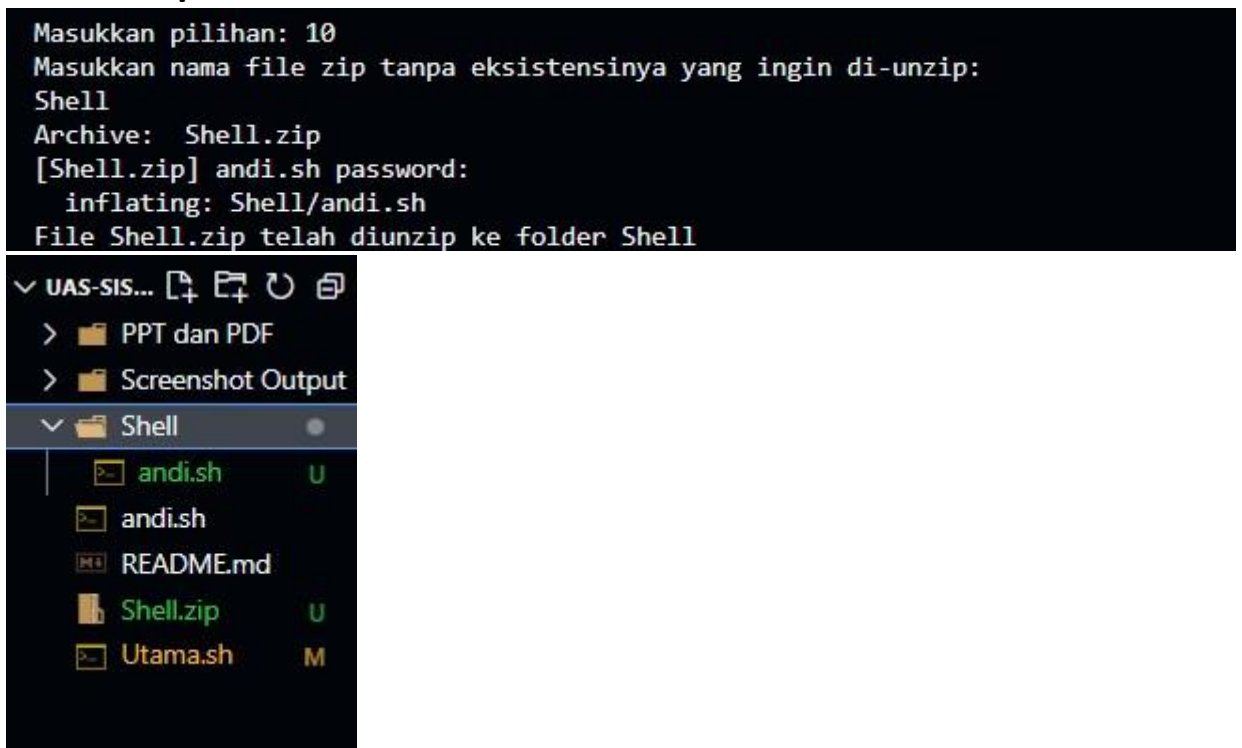 Masukkan pilihan: 10
Masukkan nama file zip tanpa eksistensinya yang ingin di-unzip:
Shell
Archive:  Shell.zip
[Shell.zip] andi.sh password:
  inflating: Shell/andi.sh
File Shell.zip telah diunzip ke folder Shell
UAS-SIS...
PPT dan PDF
Screenshot Output
Shell
andi.sh U
andi.sh
README.md
Shell.zip U
Utama.sh M